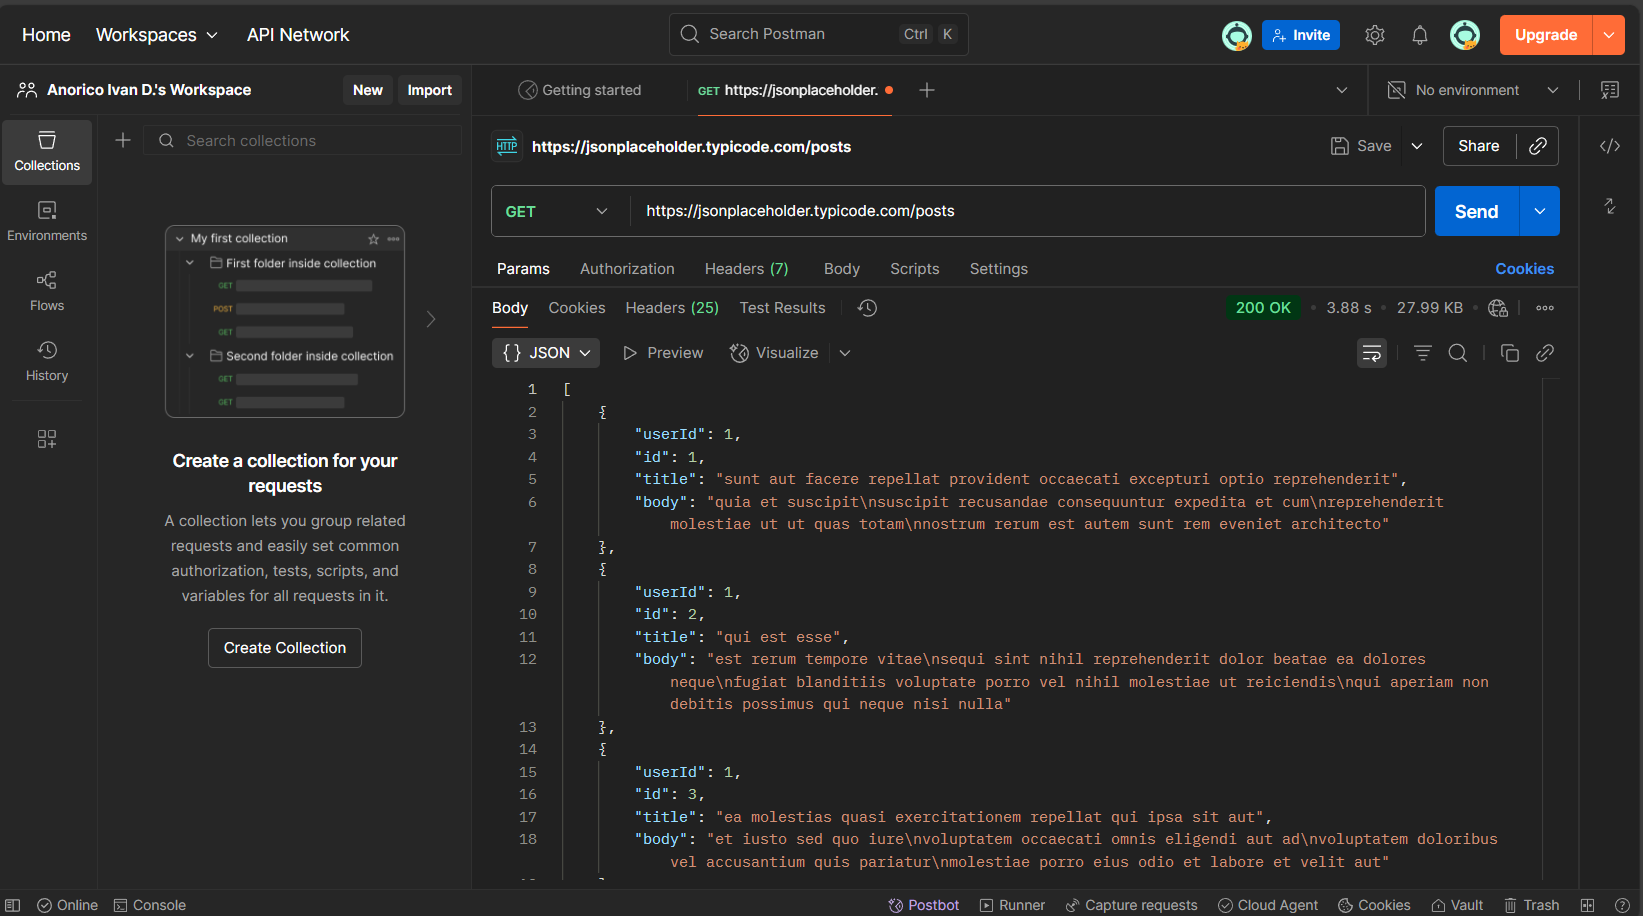 Home Workspaces API Network Search Postman Ctrl K Invite Upgrade
Anorico Ivan D.'s Workspace New Import Getting started GET https://jsonplaceholder. No environment
Search collections
Collections
Environments
Flows
History
My first collection
First folder inside collection
GET
POST
GET
Second folder inside collection
GET
GET
Create a collection for your
requests
A collection lets you group related
requests and easily set common
authorization, tests, scripts, and
variables for all requests in it.
Create Collection
HTTP https://jsonplaceholder.typicode.com/posts Save Share
GET https://jsonplaceholder.typicode.com/posts Send
Params Authorization Headers (7) Body Scripts Settings Cookies
Body Cookies Headers (25) Test Results 200 OK • 3.88 s • 27.99 KB •
{} JSON Preview Visualize
1 [
2 {
3 "userId": 1,
4 "id": 1,
5 "title": "sunt aut facere repellat provident occaecati excepturi optio reprehenderit",
6 "body": "quia et suscipit\nsuscipit recusandae consequuntur expedita et cum\nreprehenderit
molestiae ut ut quas totam\nnostrum rerum est autem sunt rem eveniet architecto"
7 },
8 {
9 "userId": 1,
10 "id": 2,
11 "title": "qui est esse",
12 "body": "est rerum tempore vitae\nsequi sint nihil reprehenderit dolor beatae ea dolores
neque\nfugiat blanditiis voluptate porro vel nihil molestiae ut reiciendis\nqui aperiam non
debitis possimus qui neque nisi nulla"
13 },
14 {
15 "userId": 1,
16 "id": 3,
17 "title": "ea molestias quasi exercitationem repellat qui ipsa sit aut",
18 "body": "et iusto sed quo iure\nvoluptatem occaecati omnis eligendi aut ad\nvoluptatem doloribus
vel accusantium quis pariatur\nmolestiae porro eius odio et labore et velit aut"
Online Console Postbot Runner Capture requests Cloud Agent Cookies Vault Trash